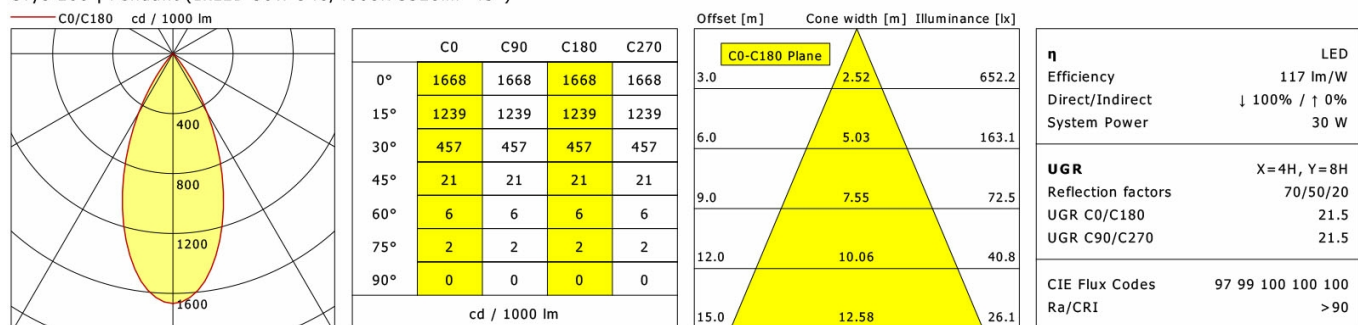 C0/C180 cd / 1000 lm
400
800
1200
1600
C0 C90 C180 C270
0° 1668 1668 1668 1668
15° 1239 1239 1239 1239
30° 457 457 457 457
45° 21 21 21 21
60° 6 6 6 6
75° 2 2 2 2
90° 0 0 0 0
cd / 1000 lm
Offset [m] Cone width [m] Illuminance [lx]
C0-C180 Plane
3.0 2.52 652.2
6.0 5.03 163.1
9.0 7.55 72.5
12.0 10.06 40.8
15.0 12.58 26.1
η LED
Efficiency 117 lm/W
Direct/Indirect ↓ 100% / ↑ 0%
System Power 30 W
UGR X=4H, Y=8H
Reflection factors 70/50/20
UGR C0/C180 21.5
UGR C90/C270 21.5
CIE Flux Codes 97 99 100 100 100
Ra/CRI >90